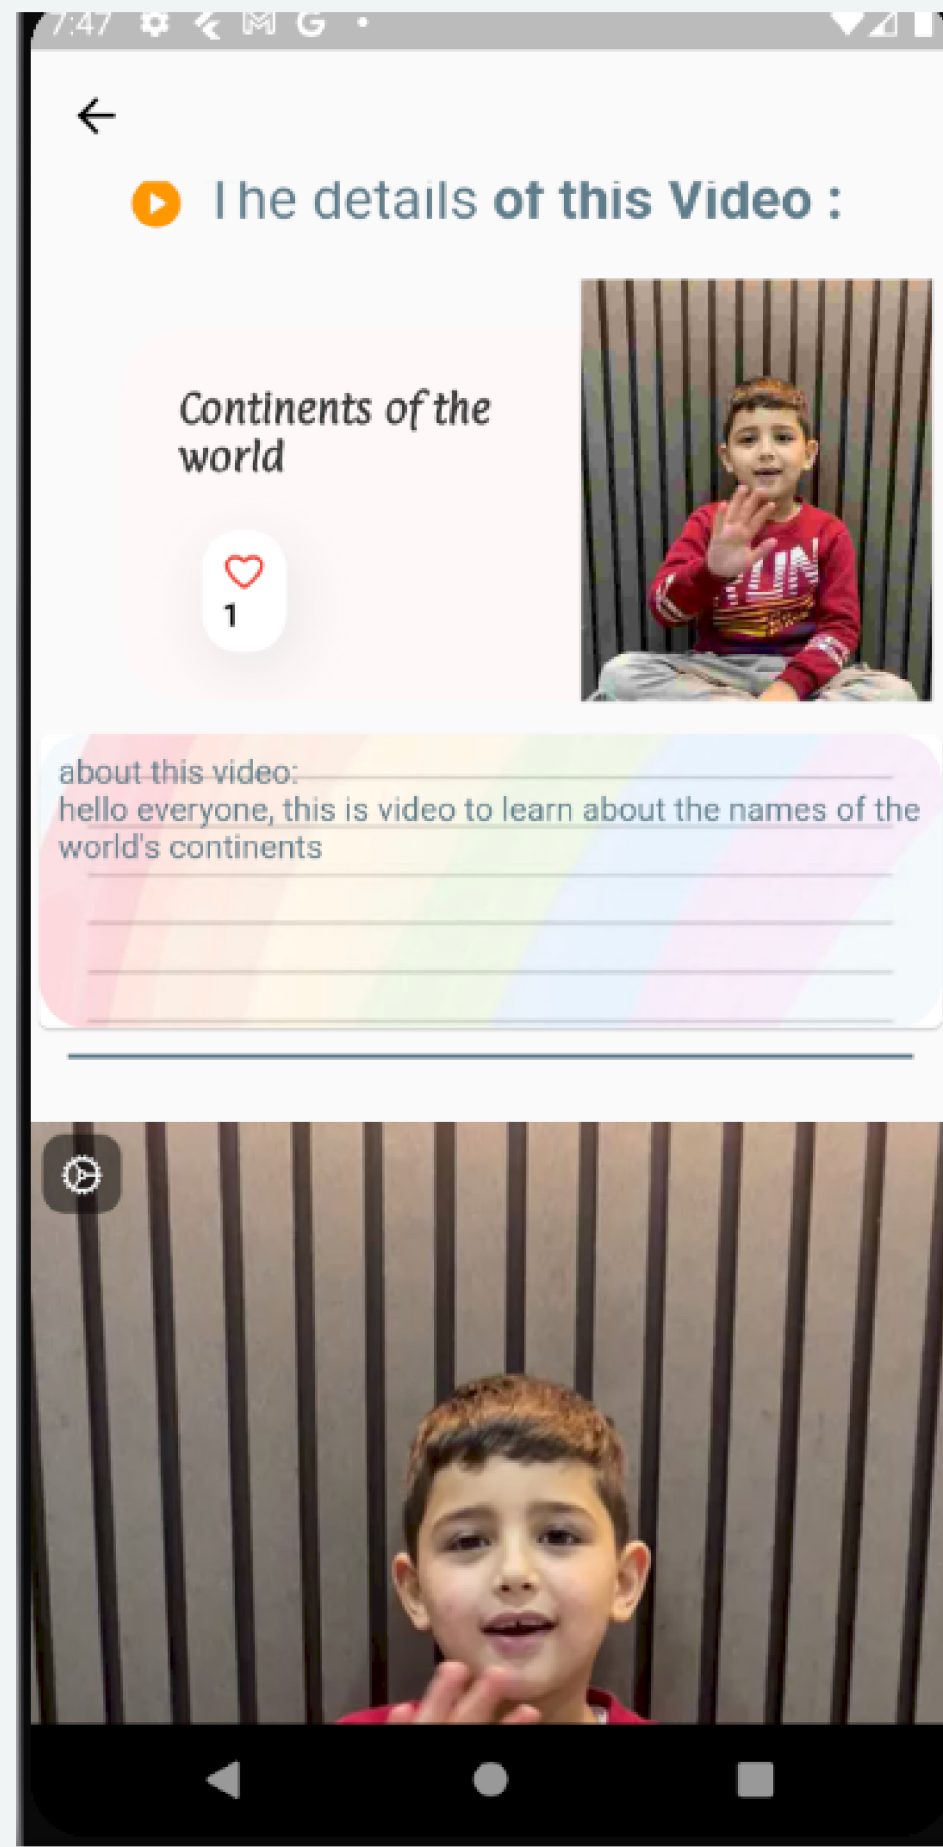 7:47
The details of this Video :
Continents of the
world
1
about this video:
hello everyone, this is video to learn about the names of the
world's continents
RUN